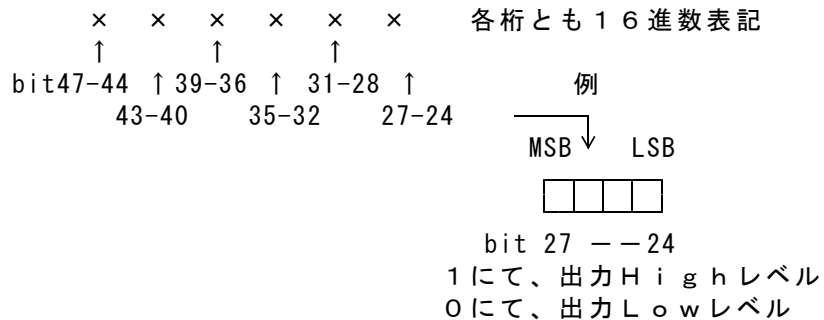 × × × × × × 各桁とも１６進数表記
↑ ↑ ↑
bit47-44 ↑ 39-36 ↑ 31-28 ↑ 例
43-40 35-32 27-24
MSB LSB
bit 27 ――24
１にて、出力Ｈｉｇｈレベル
０にて、出力Ｌｏｗレベル